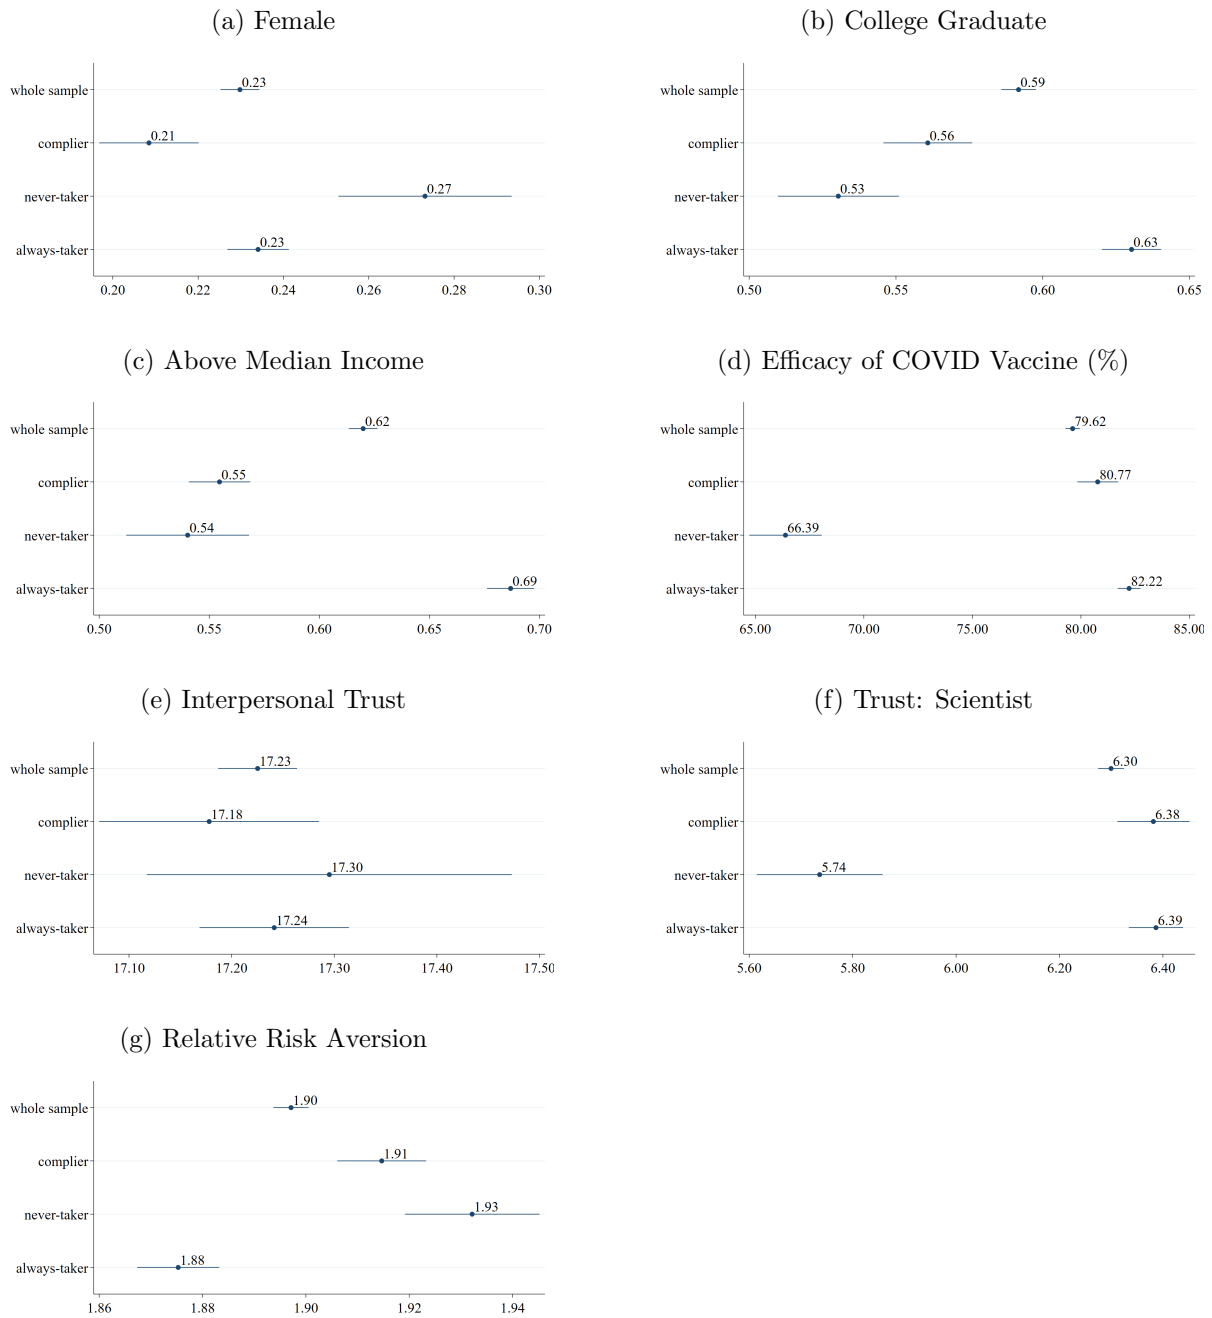 (a) Female
whole sample
0.23
complier
0.21
never-taker
0.27
always-taker
0.23
0.20 0.22 0.24 0.26 0.28 0.30
(b) College Graduate
whole sample
0.59
complier
0.56
never-taker
0.53
always-taker
0.63
0.50 0.55 0.60 0.65
(c) Above Median Income
whole sample
0.62
complier
0.55
never-taker
0.54
always-taker
0.69
0.50 0.55 0.60 0.65 0.70
(d) Efficacy of COVID Vaccine (%)
whole sample
79.62
complier
80.77
never-taker
66.39
always-taker
82.22
65.00 70.00 75.00 80.00 85.00
(e) Interpersonal Trust
whole sample
17.23
complier
17.18
never-taker
17.30
always-taker
17.24
17.10 17.20 17.30 17.40 17.50
(f) Trust: Scientist
whole sample
6.30
complier
6.38
never-taker
5.74
always-taker
6.39
5.60 5.80 6.00 6.20 6.40
(g) Relative Risk Aversion
whole sample
1.90
complier
1.91
never-taker
1.93
always-taker
1.88
1.86 1.88 1.90 1.92 1.94